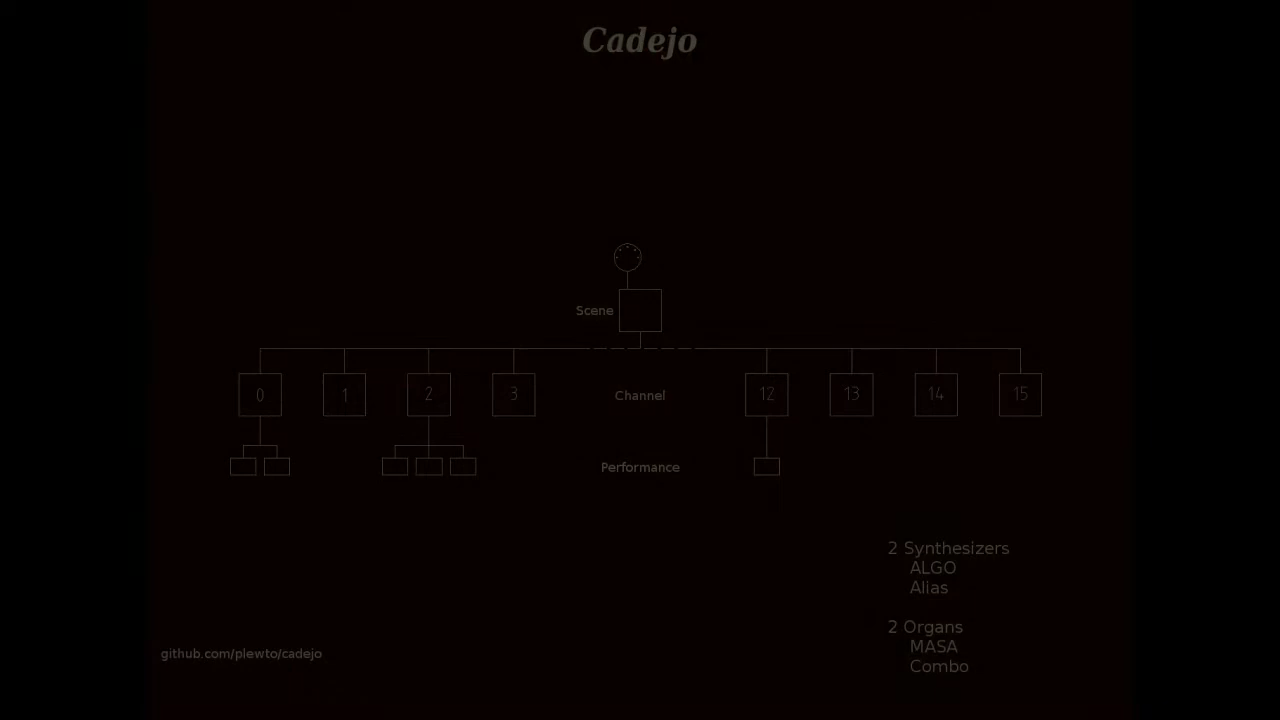 Cadejo
Scene
0 1 2 3 Channel 12 13 14 15
Performance
2 Synthesizers
ALGO
Alias
2 Organs
MASA
Combo
github.com/plewto/cadejo